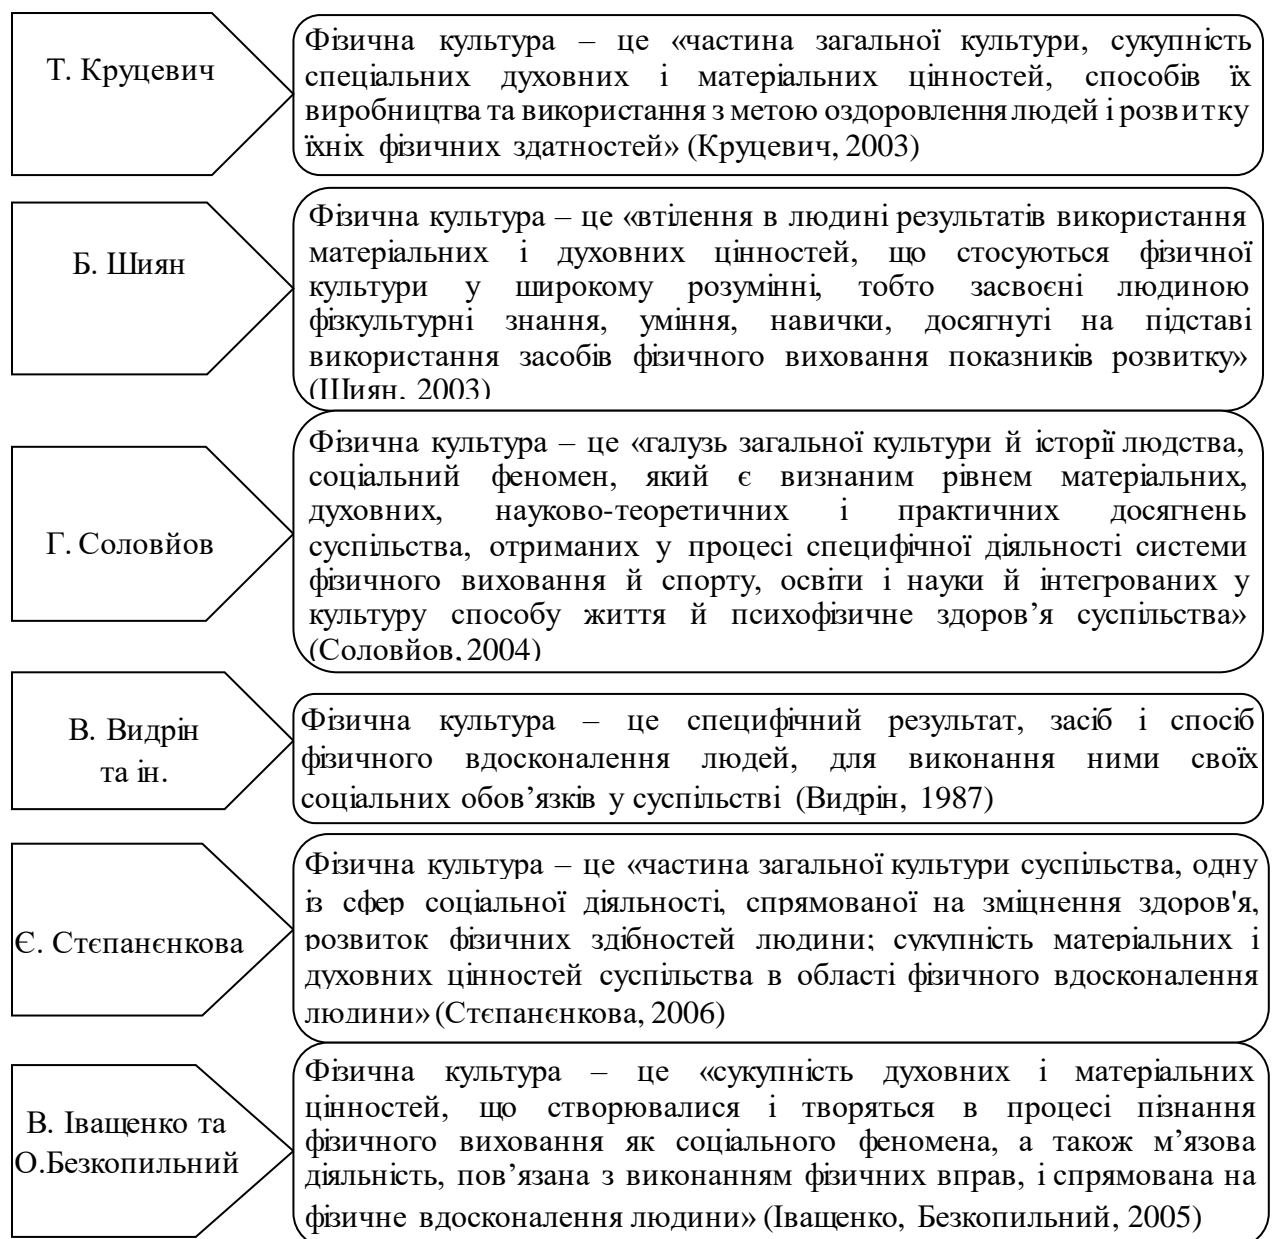 Т. Круцевич
Фізична культура – це «частина загальної культури, сукупність
спеціальних духовних і матеріальних цінностей, способів їх
виробництва та використання з метою оздоровлення людей і розвитку
їхніх фізичних здатностей» (Круцевич, 2003)
Б. Шиян
Фізична культура – це «втілення в людині результатів використання
матеріальних і духовних цінностей, що стосуються фізичної
культури у широкому розумінні, тобто засвоєні людиною
фізкультурні знання, уміння, навички, досягнуті на підставі
використання засобів фізичного виховання показників розвитку»
(Шиян, 2003)
Г. Соловйов
Фізична культура – це «галузь загальної культури й історії людства,
соціальний феномен, який є визнаним рівнем матеріальних,
духовних, науково-теоретичних і практичних досягнень
суспільства, отриманих у процесі специфічної діяльності системи
фізичного виховання й спорту, освіти і науки й інтегрованих у
культуру способу життя й психофізичне здоров’я суспільства»
(Соловйов, 2004)
В. Видрін
та ін.
Фізична культура – це специфічний результат, засіб і спосіб
фізичного вдосконалення людей, для виконання ними своїх
соціальних обов’язків у суспільстві (Видрін, 1987)
Є. Стєпанєнкова
Фізична культура – це «частина загальної культури суспільства, одну
із сфер соціальної діяльності, спрямованої на зміцнення здоров'я,
розвиток фізичних здібностей людини; сукупність матеріальних і
духовних цінностей суспільства в області фізичного вдосконалення
людини» (Стєпанєнкова, 2006)
В. Іващенко та
О.Безкопильний
Фізична культура – це «сукупність духовних і матеріальних
цінностей, що створювалися і творяться в процесі пізнання
фізичного виховання як соціального феномена, а також м’язова
діяльність, пов’язана з виконанням фізичних вправ, і спрямована на
фізичне вдосконалення людини» (Іващенко, Безкопильний, 2005)